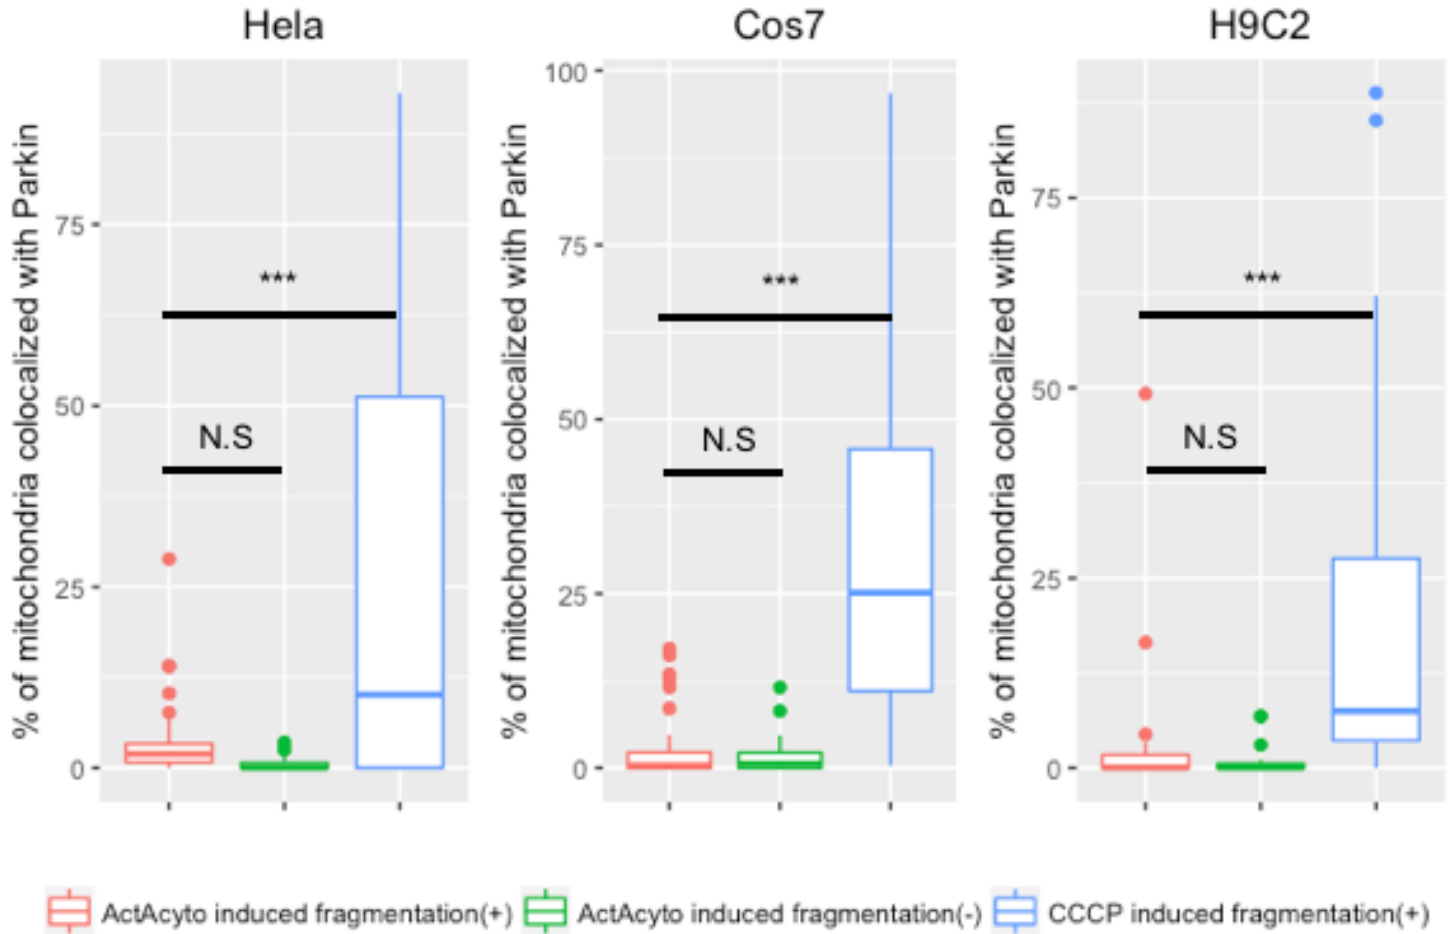 Hela
% of mitochondria colocalized with Parkin
75
50
25
0
***
N.S
Cos7
% of mitochondria colocalized with Parkin
100
75
50
25
0
***
N.S
H9C2
% of mitochondria colocalized with Parkin
75
50
25
0
***
N.S
ActAcyto induced fragmentation(+)
ActAcyto induced fragmentation(-)
CCCP induced fragmentation(+)